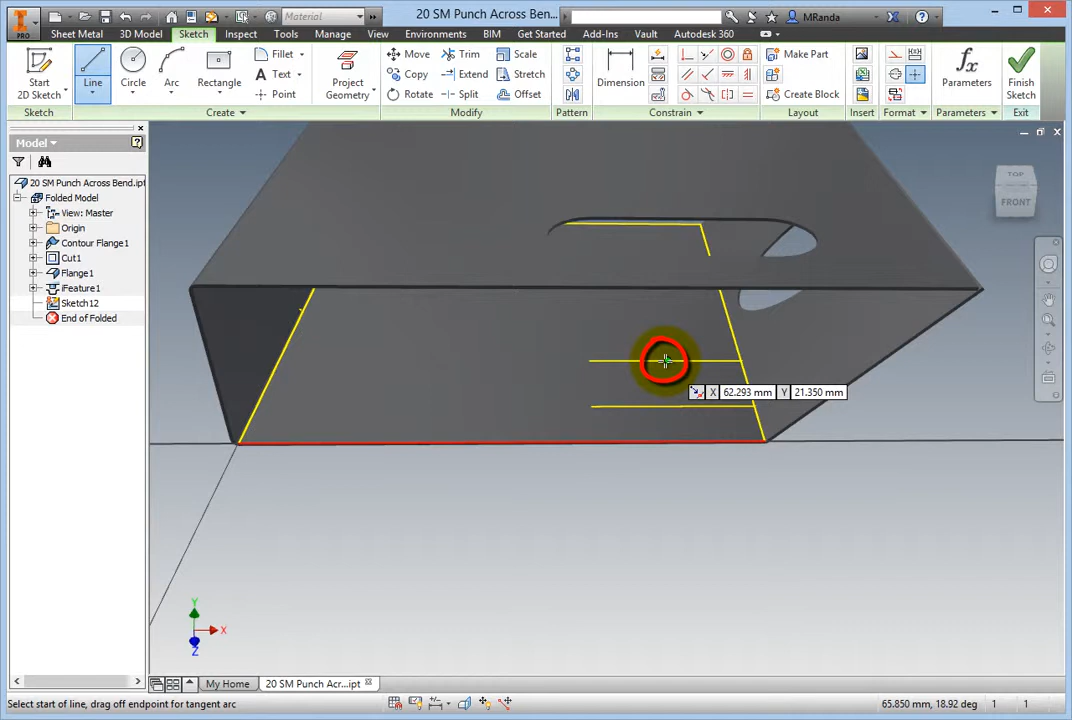 PRO
Material
20 SM Punch Across Ben...
MRanda
Sheet Metal
3D Model
Sketch
Inspect
Tools
Manage
View
Environments
BIM
Get Started
Add-Ins
Vault
Autodesk 360
Start
2D Sketch
Line
Circle
Arc
Rectangle
Fillet
Text
Point
Project
Geometry
Move
Copy
Rotate
Trim
Extend
Split
Scale
Stretch
Offset
Dimension
Make Part
Create Block
Parameters
Finish
Sketch
Sketch
Create
Modify
Pattern
Constrain
Layout
Insert
Format
Parameters
Exit
Model
20 SM Punch Across Bend.ipt
Folded Model
View: Master
Origin
Contour Flange1
Cut1
Flange1
iFeature1
Sketch12
End of Folded
TOP
FRONT
X 62.293 mm Y 21.350 mm
Y
X
Z
My Home
20 SM Punch Acr...ipt
Select start of line, drag off endpoint for tangent arc
65.850 mm, 18.92 deg
1
1